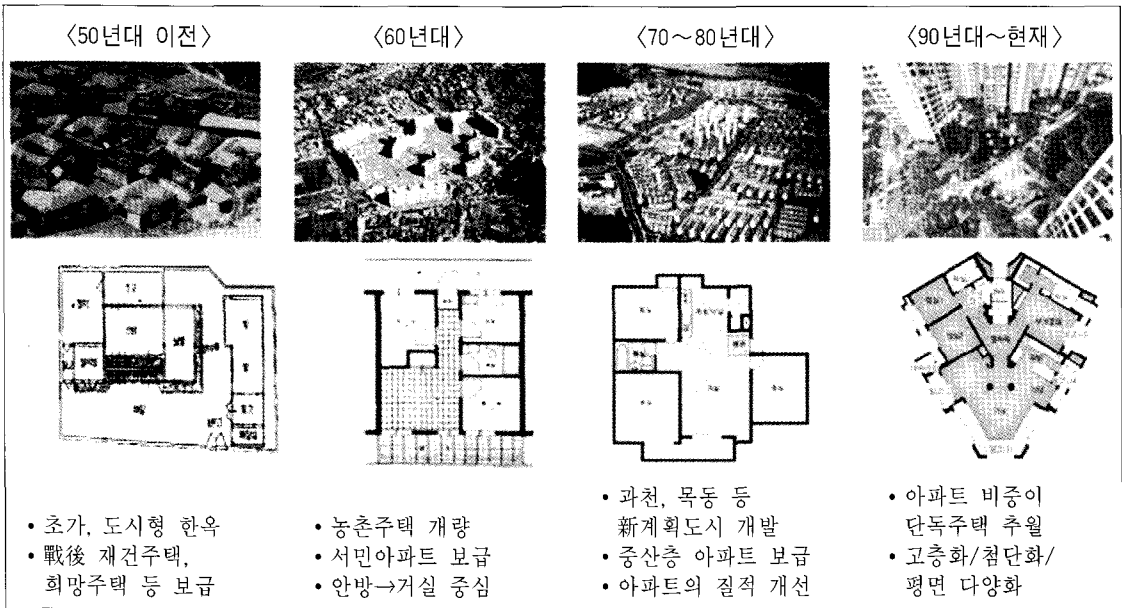 〈50년대 이전〉
〈60년대〉
〈70～80년대〉
〈90년대～현재〉
• 초가, 도시형 한옥
• 戰後 재건주택,
희망주택 등 보급
• 농촌주택 개량
• 서민아파트 보급
• 안방→거실 중심
• 과천, 목동 등
新계획도시 개발
• 중산층 아파트 보급
• 아파트의 질적 개선
• 아파트 비중이
단독주택 추월
• 고층화/첨단화/
평면 다양화